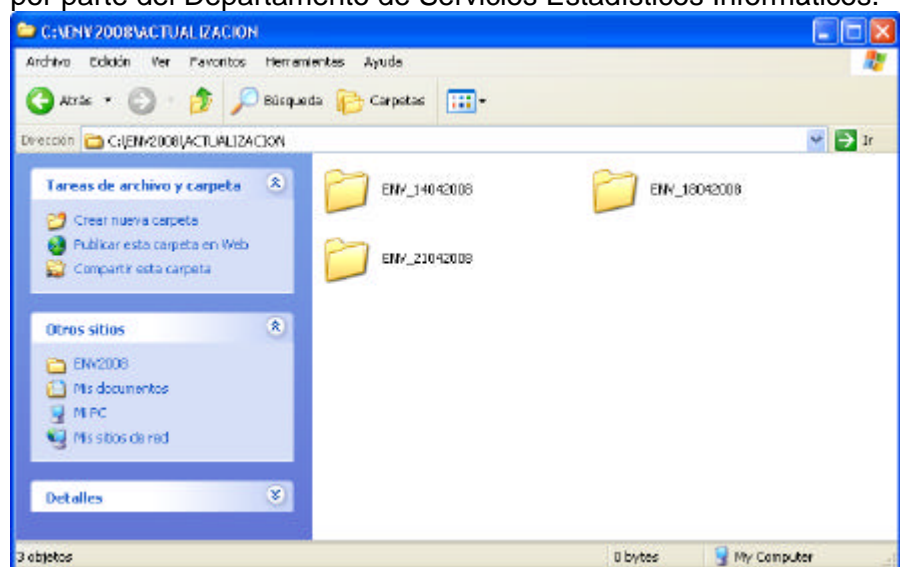 por parte del Departamento de Servicios Estadísticos Informáticos.
C:\ENV2008\ACTUALIZACION
Archivo Edición Ver Favoritos Herramientas Ayuda
Atrás Búsqueda Carpetas
Dirección C:\ENV2008\ACTUALIZACION Ir
Tareas de archivo y carpeta
Crear nueva carpeta
Publicar esta carpeta en Web
Compartir esta carpeta
Otros sitios
ENV2008
Mis documentos
Mi PC
Mis sitios de red
Detalles
ENV_14042008 ENV_18042008
ENV_21042008
3 objetos 0 bytes My Computer